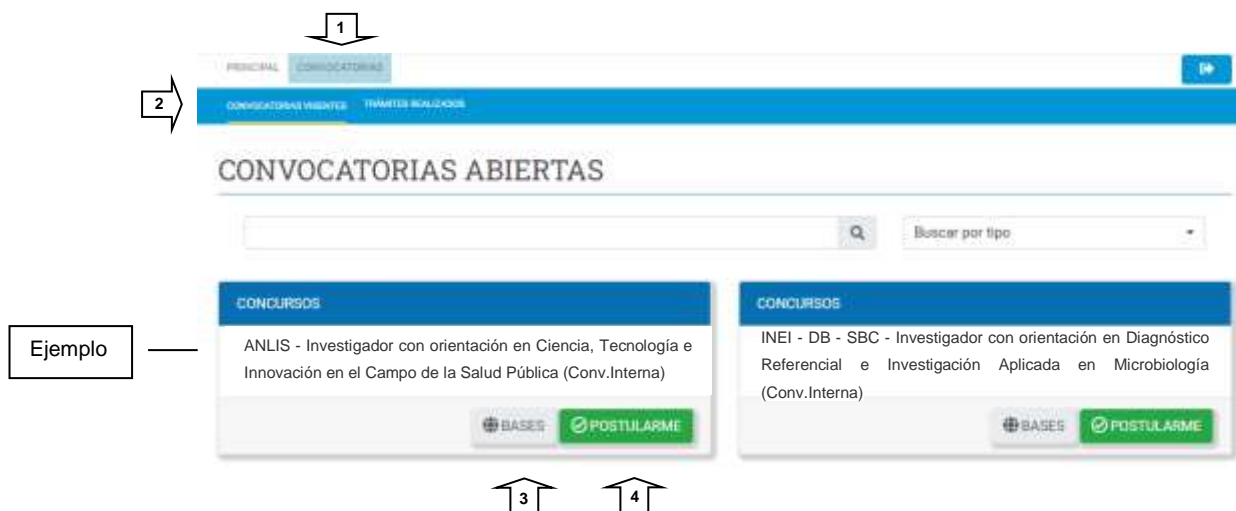 1
PRINCIPAL CONVOCATORIAS
2
CONVOCATORIAS VIGENTES TRÁMITES REALIZADOS
CONVOCATORIAS ABIERTAS
Buscar por tipo
CONCURSOS
CONCURSOS
Ejemplo
ANLIS - Investigador con orientación en Ciencia, Tecnología e
Innovación en el Campo de la Salud Pública (Conv.Interna)
INEI - DB - SBC - Investigador con orientación en Diagnóstico
Referencial e Investigación Aplicada en Microbiología
(Conv.Interna)
BASES POSTULARME
BASES POSTULARME
3
4